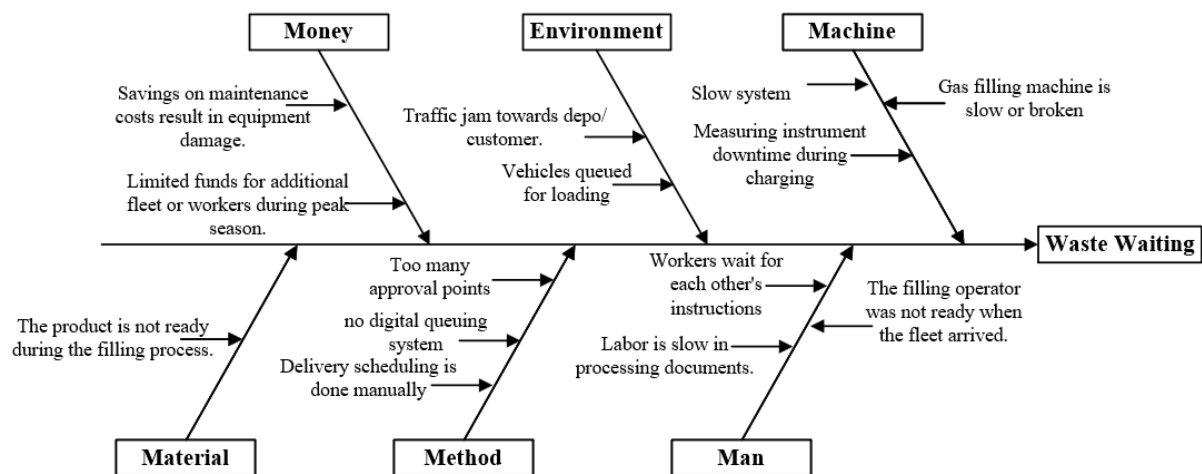 Money
Environment
Machine
Savings on maintenance
costs result in equipment
damage.
Limited funds for additional
fleet or workers during peak
season.
Traffic jam towards depo/
customer.
Vehicles queued
for loading
Slow system
Gas filling machine is
slow or broken
Measuring instrument
downtime during
charging
Waste Waiting
The product is not ready
during the filling process.
Too many
approval points
no digital queuing
system
Delivery scheduling is
done manually
Workers wait for
each other's
instructions
The filling operator
was not ready when
the fleet arrived.
Labor is slow in
processing documents.
Material
Method
Man